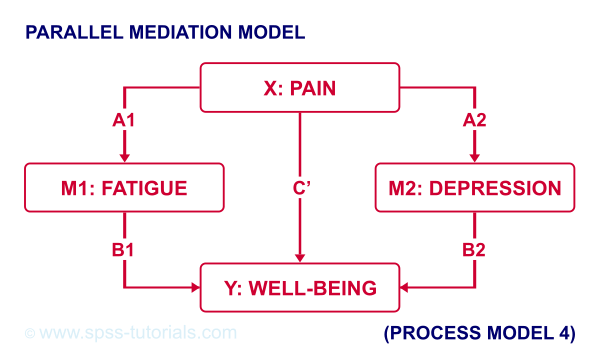 PARALLEL MEDIATION MODEL
X: PAIN
A1
A2
M1: FATIGUE
C’
M2: DEPRESSION
B1
B2
Y: WELL-BEING
© www.spss-tutorials.com
(PROCESS MODEL 4)